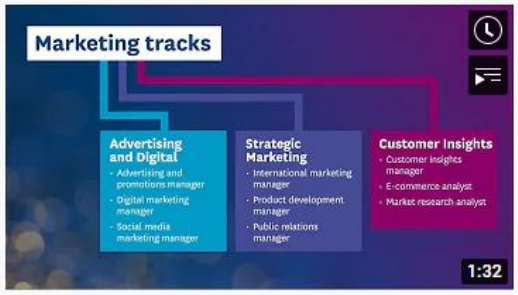 Marketing tracks
Advertising
and Digital
- Advertising and
promotions manager
- Digital marketing
manager
- Social media
marketing manager
Strategic
Marketing
- International marketing
manager
- Product development
manager
- Public relations
manager
Customer Insights
- Customer insights
manager
- E-commerce analyst
- Market research analyst
1:32